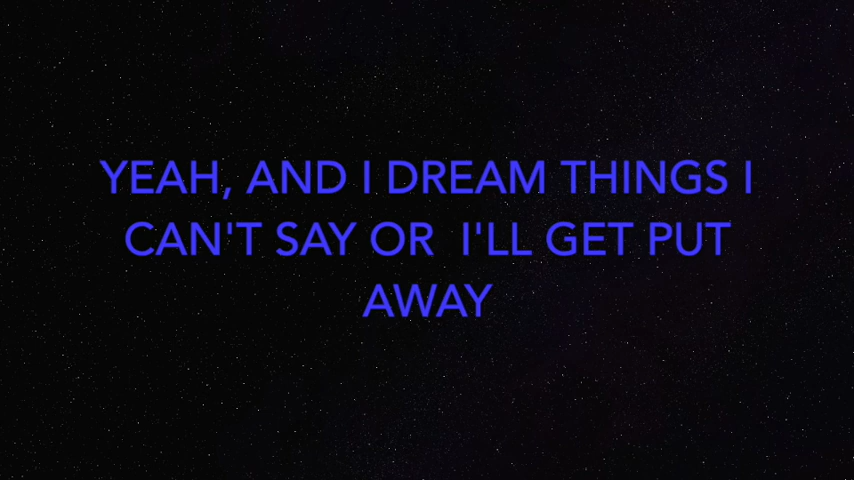 YEAH, AND I DREAM THINGS I
CAN'T SAY OR  I'LL GET PUT
AWAY